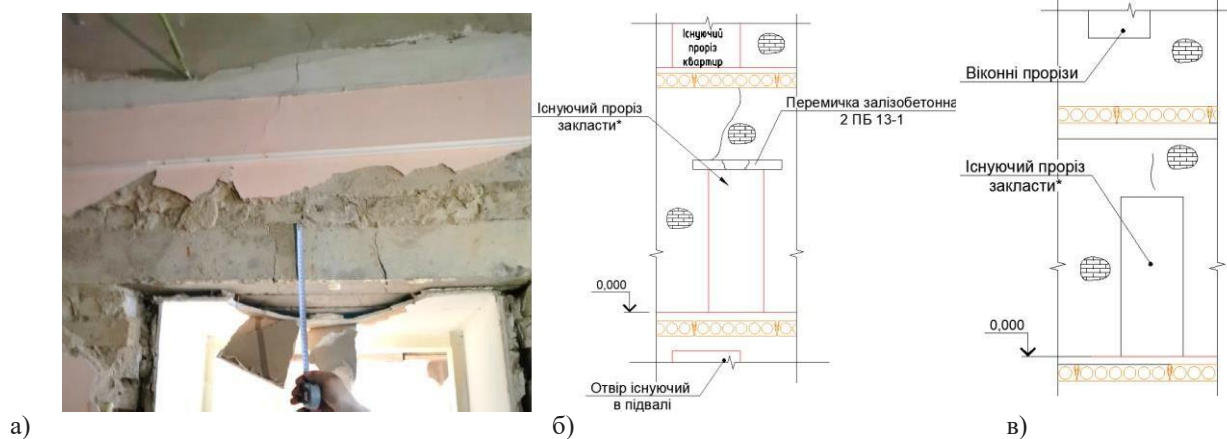 Існуючий
проріз
квартир
Існуючий проріз
закласти*
Перемичка залізобетонна
2 ПБ 13-1
0,000
Отвір існуючий
в підвалі
Віконні прорізи
Існуючий проріз
закласти*
0,000
а)
б)
в)